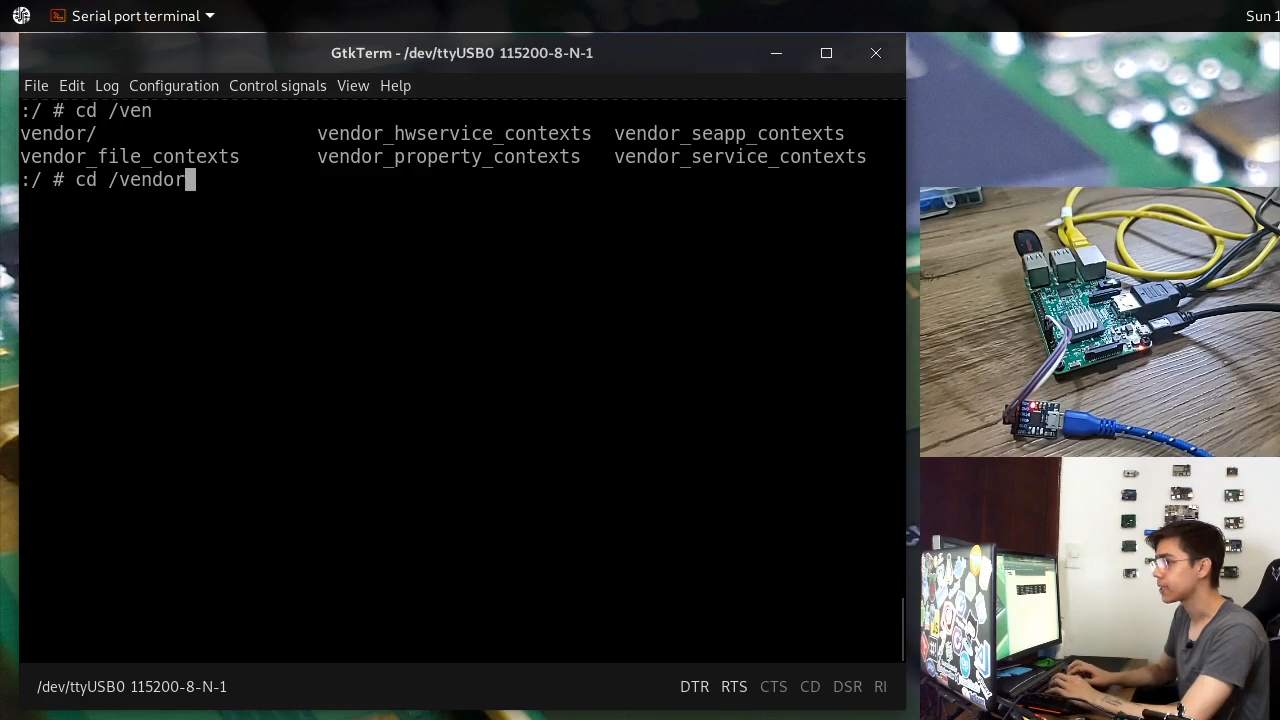 Serial port terminal
Sun 1
GtkTerm - /dev/ttyUSB0 115200-8-N-1
File Edit Log Configuration Control signals View Help
:/ # cd /ven
vendor/ vendor_hwservice_contexts vendor_seapp_contexts
vendor_file_contexts vendor_property_contexts vendor_service_contexts
:/ # cd /vendor
/dev/ttyUSB0 115200-8-N-1
DTR RTS CTS CD DSR RI